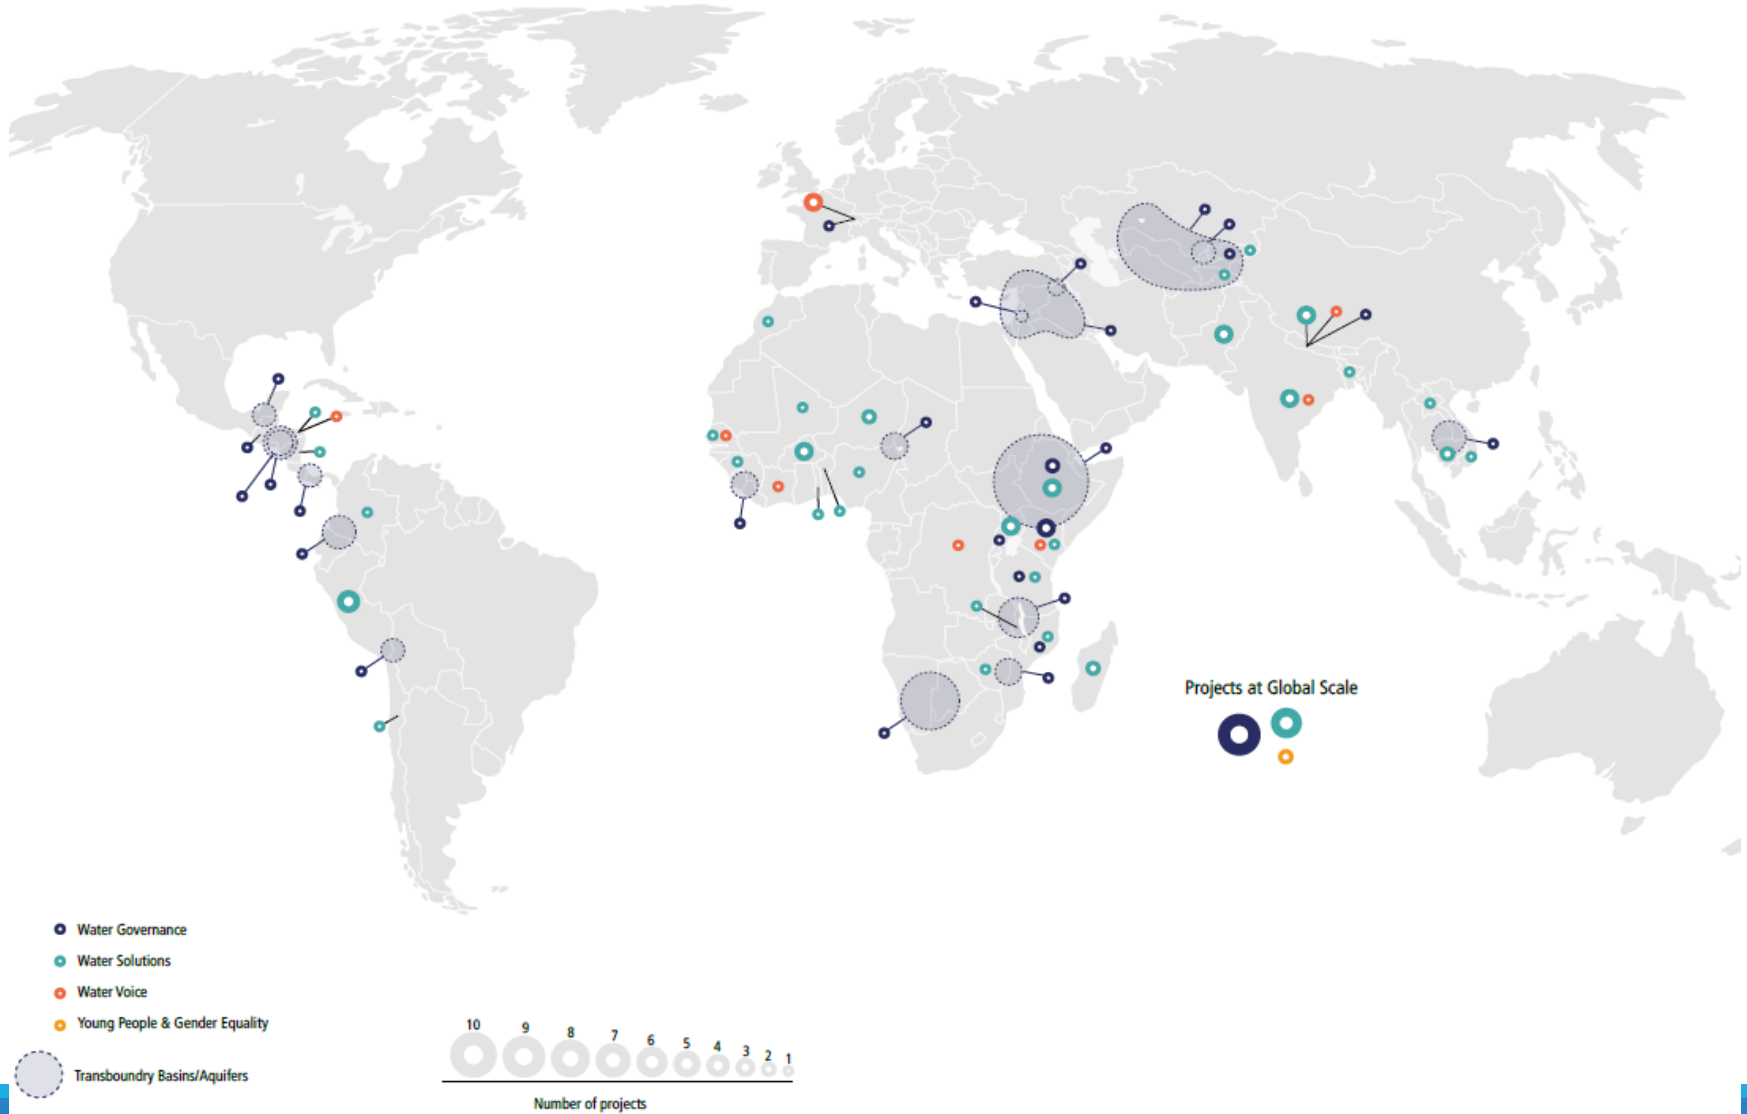 Projects at Global Scale
Water Governance
Water Solutions
Water Voice
Young People & Gender Equality
Transboundry Basins/Aquifers
10 9 8 7 6 5 4 3 2 1
Number of projects